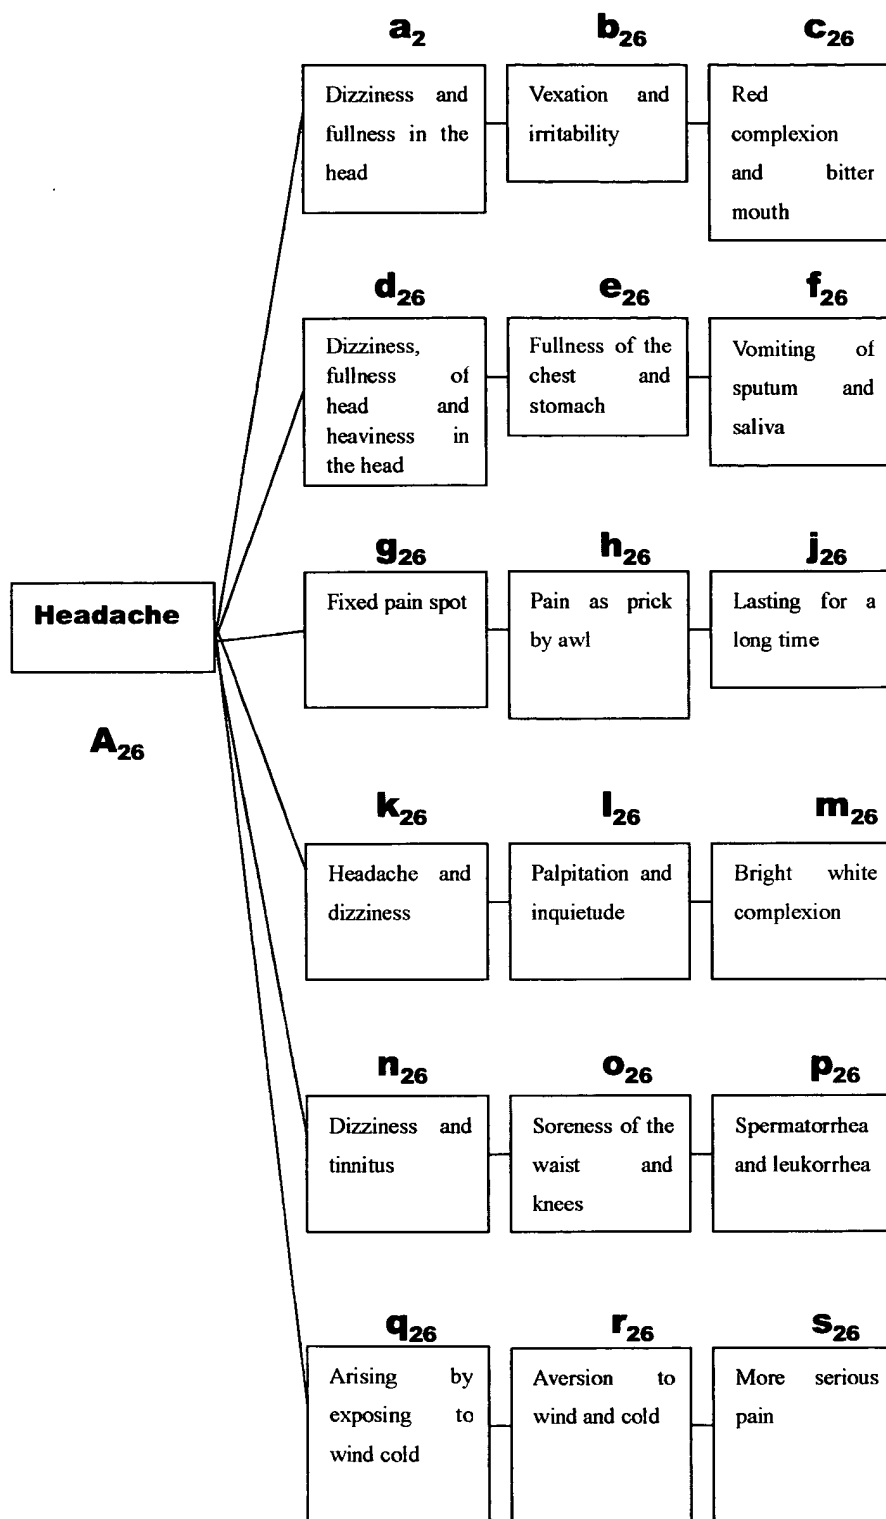 a2 b26 c26
Dizziness and
fullness in the
head
Vexation and
irritability
Red
complexion
and bitter
mouth
d26 e26 f26
Dizziness,
fullness of
head and
heaviness in
the head
Fullness of the
chest and
stomach
Vomiting of
sputum and
saliva
g26 h26 j26
Fixed pain spot
Pain as prick
by awl
Lasting for a
long time
Headache
A26
k26 l26 m26
Headache and
dizziness
Palpitation and
inquietude
Bright white
complexion
n26 o26 p26
Dizziness and
tinnitus
Soreness of the
waist and
knees
Spermatorrhea
and leukorrhea
q26 r26 s26
Arising by
exposing to
wind cold
Aversion to
wind and cold
More serious
pain